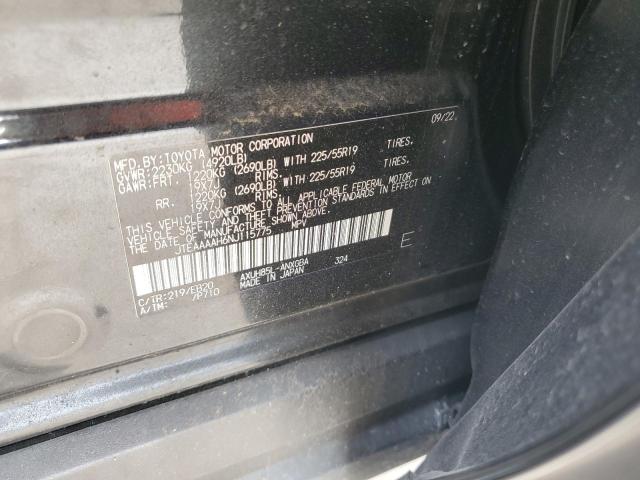 09/22
MFD. BY: TOYOTA MOTOR CORPORATION
GVWR: 2230KG (4920LB)
GAWR: FRT. 1220KG (2690LB) WITH 225/55R19 TIRES.
19X7J RIMS.
RR. 1220KG (2690LB) WITH 225/55R19 TIRES.
19X7J RIMS.
THIS VEHICLE CONFORMS TO ALL APPLICABLE FEDERAL MOTOR
VEHICLE SAFETY AND THEFT PREVENTION STANDARDS IN EFFECT ON
THE DATE OF MANUFACTURE SHOWN ABOVE.
JTEAAAAH6NJ115775 MPV
E
C/TR: 219/EB20 AXUH85L-ANXGBA 324
A/TM: /P710 MADE IN JAPAN